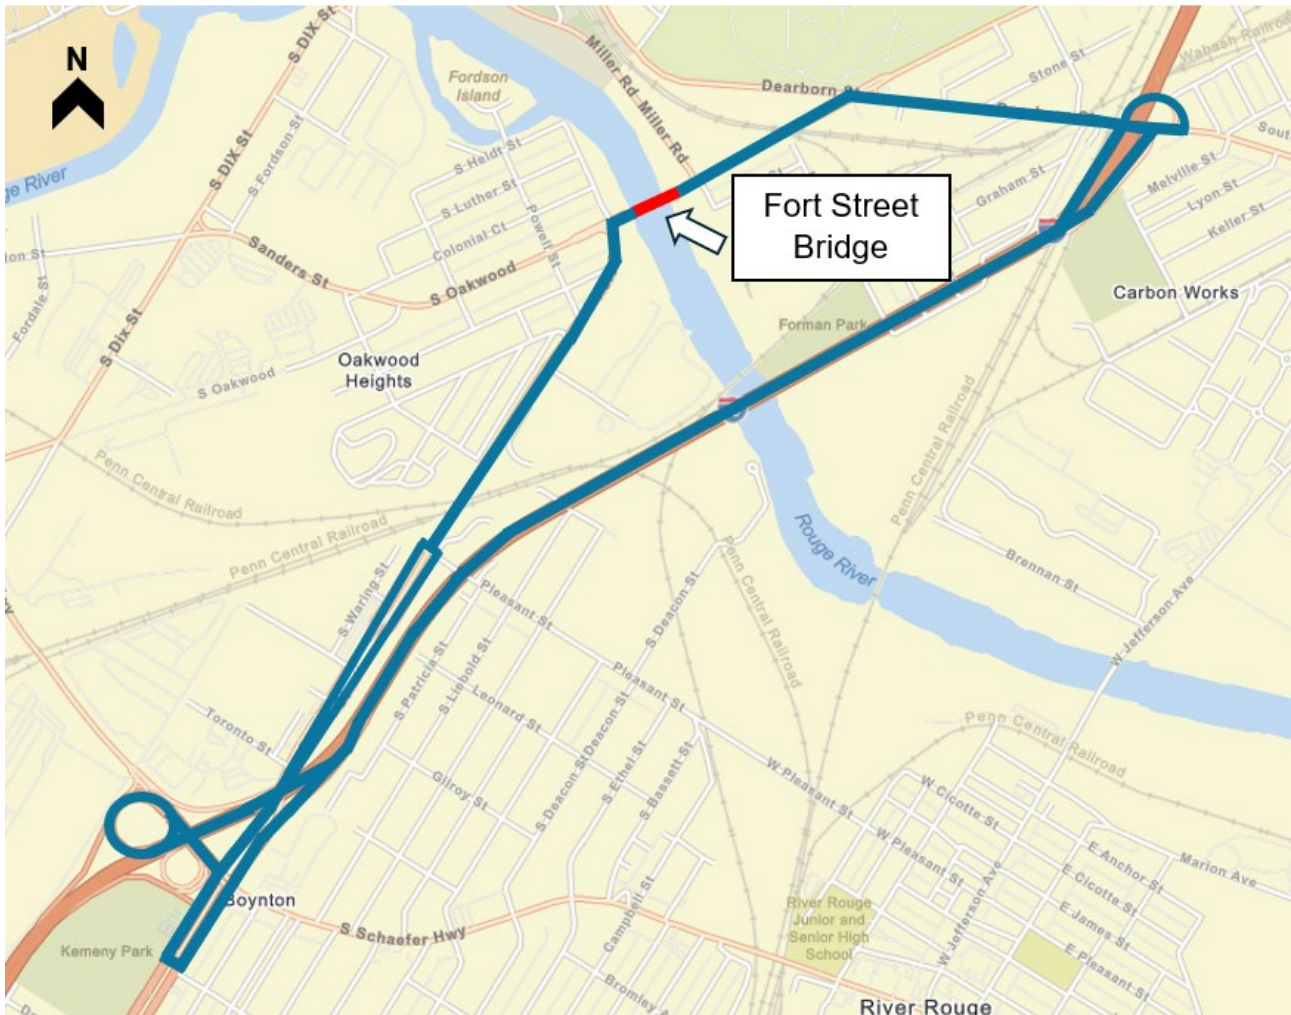 N
S DIX St
Fordson
Island
Miller Rd
Miller Rd
Dearborn St
Stone St
Wabash Railroad
S DIX St
S Fordson St
S Heidt St
S Luther St
Colonial Ct
Powell St
Graham St
Melville St
Lyon St
Keller St
Fort Street
Bridge
Sanders St
S Oakwood
Fordale St
S Dix St
Oakwood
Heights
S Oakwood
Forman Park
Carbon Works
Penn Central Railroad
Penn Central Railroad
Penn Central Railroad
Rouge River
Penn Central Railroad
Brennan St
W Jefferson Ave
S Waring St
Pleasant St
S Deacon St
S Patricia St
S Liebold St
Pleasant St
Leonard St
Toronto St
Gilroy St
S Deacon St
Deacon St
S Ethel St
S Bassett St
W Pleasant St
W Pleasant St
Penn Central Railroad
W Cicotte St
E Anchor St
Marion Ave
E Cicotte St
E James St
E Pleasant St
W Jefferson Ave
Boynton
S Schaefer Hwy
Campbell St
River Rouge
Junior and
Senior High
School
Kemeny Park
Bromley A
River Rouge